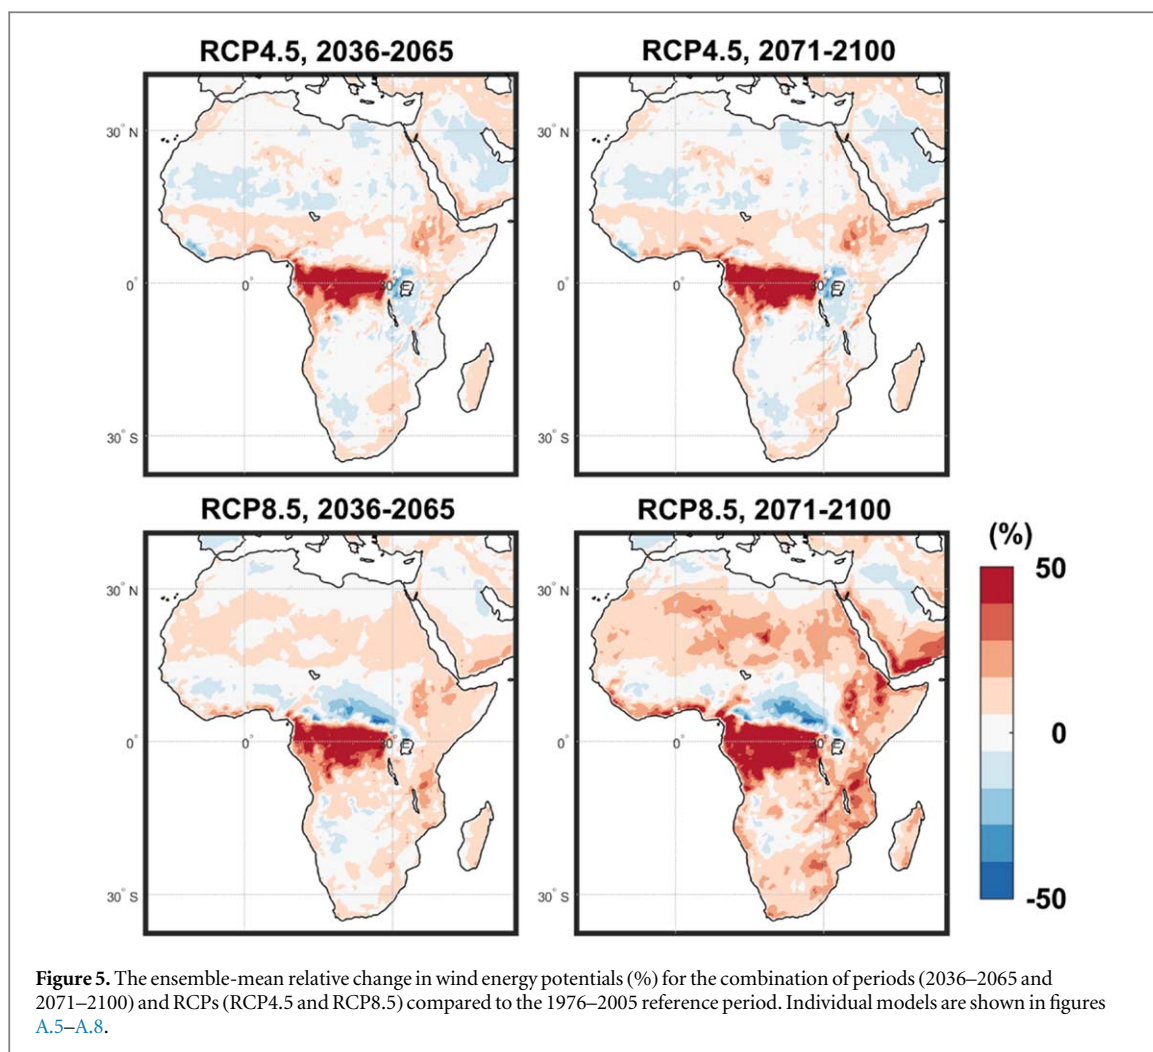 RCP4.5, 2036-2065
RCP4.5, 2071-2100
30° N
0°
30° S
0°
30°E
30° N
0°
30° S
0°
30°E
RCP8.5, 2036-2065
RCP8.5, 2071-2100
30° N
0°
30° S
0°
30°E
30° N
0°
30° S
0°
30°E
(%)
50
0
-50
Figure 5. The ensemble-mean relative change in wind energy potentials (%) for the combination of periods (2036–2065 and
2071–2100) and RCPs (RCP4.5 and RCP8.5) compared to the 1976–2005 reference period. Individual models are shown in figures
A.5–A.8.